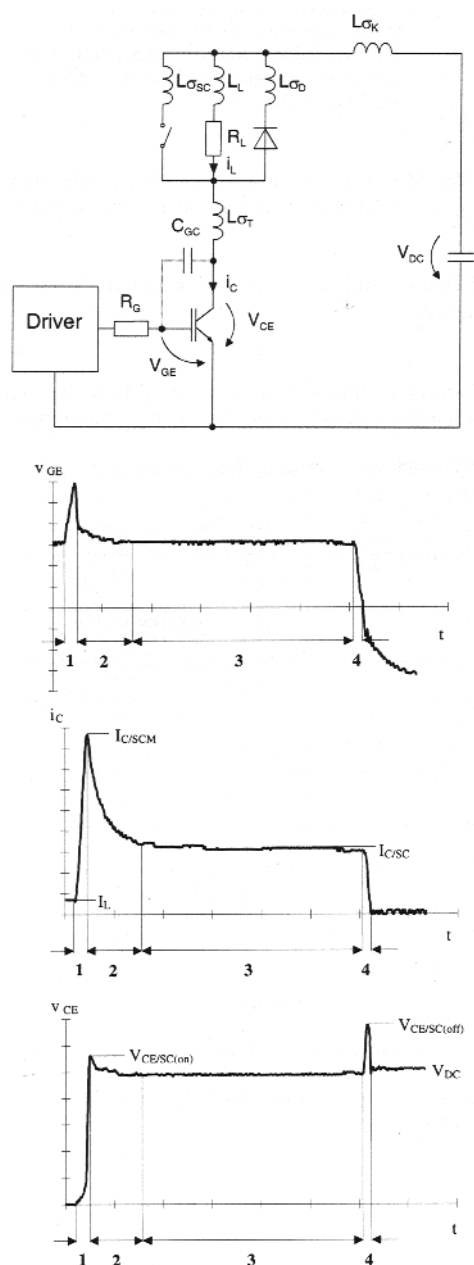 LσK
LσSC
LL
LσD
RL
iL
LσT
CGC
VDC
iC
RG
Driver
VCE
VGE
v GE
t
1 2 3 4
iC
IC/SCM
IC/SC
IL
t
1 2 3 4
v CE
VCE/SC(off)
VCE/SC(on)
VDC
t
1 2 3 4